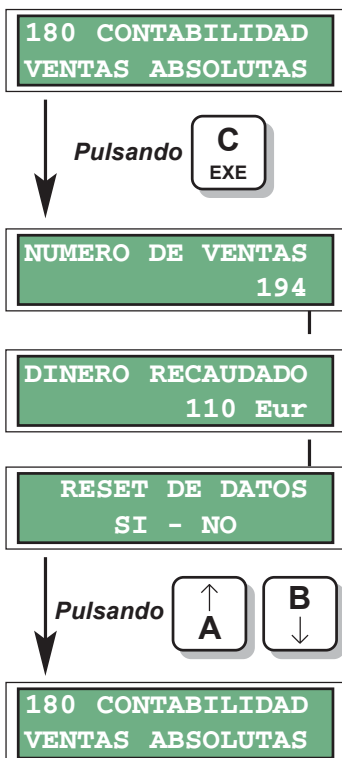 180 CONTABILIDAD
VENTAS ABSOLUTAS
Pulsando
C
EXE
NUMERO DE VENTAS
194
DINERO RECAUDADO
110 Eur
RESET DE DATOS
SI - NO
Pulsando
↑ B
A ↓
180 CONTABILIDAD
VENTAS ABSOLUTAS